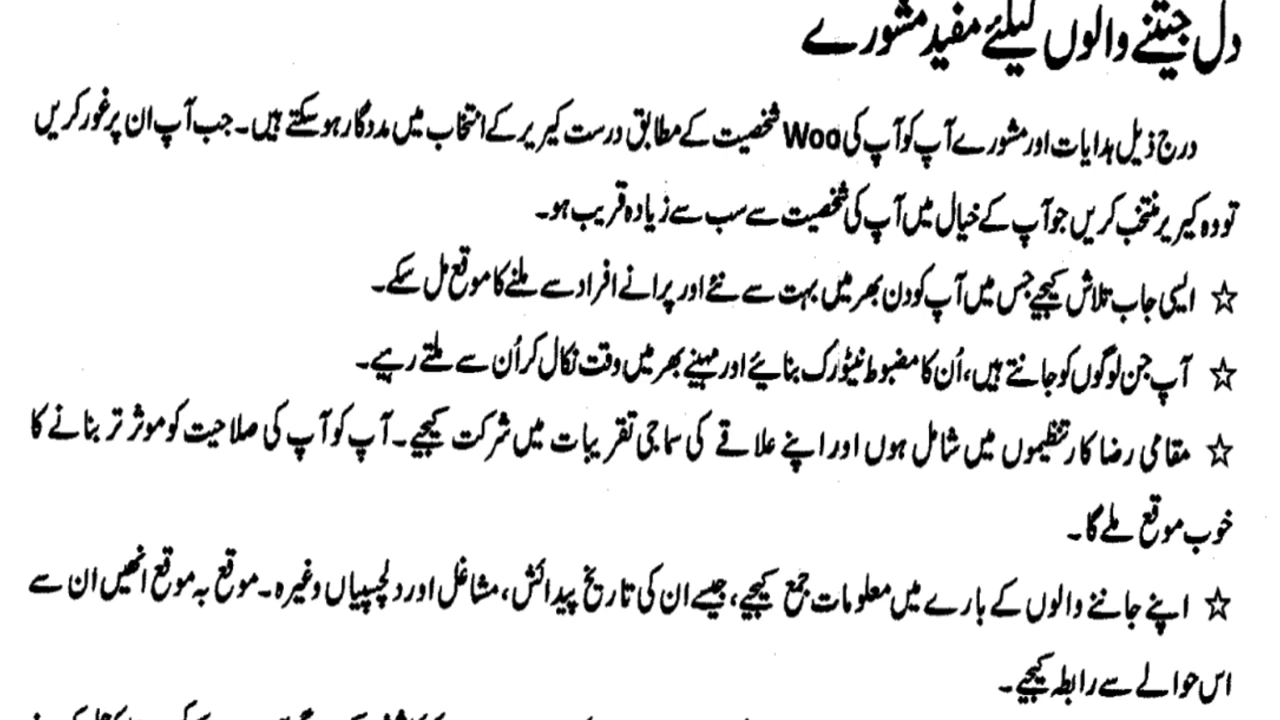 دل جیتنے والوں کیلئے مفید مشورے
درج ذیل ہدایات اور مشورے آپ کو آپ کی Woo شخصیت کے مطابق درست کیریر کے انتخاب میں مددگار ہو سکتے ہیں۔ جب آپ ان پر غور کریں
تو وہ کیریر منتخب کریں جو آپ کے خیال میں آپ کی شخصیت سے سب سے زیادہ قریب ہو۔
☆ ایسی جاب تلاش کیجیے جس میں آپ کو دن بھر میں بہت سے نئے اور پرانے افراد سے ملنے کا موقع مل سکے۔
☆ آپ جن لوگوں کو جانتے ہیں، اُن کا مضبوط نیٹورک بنائیے اور مہینے بھر میں وقت نکال کر اُن سے ملتے رہیے۔
☆ مقامی رضا کار تنظیموں میں شامل ہوں اور اپنے علاقے کی سماجی تقریبات میں شرکت کیجیے۔ آپ کو آپ کی صلاحیت کو موثر تر بنانے کا
خوب موقع ملے گا۔
☆ اپنے جاننے والوں کے بارے میں معلومات جمع کیجیے، جیسے ان کی تاریخ پیدائش، مشاغل اور دلچسپیاں وغیرہ۔ موقع بہ موقع انھیں ان سے
اس حوالے سے رابطہ کیجیے۔